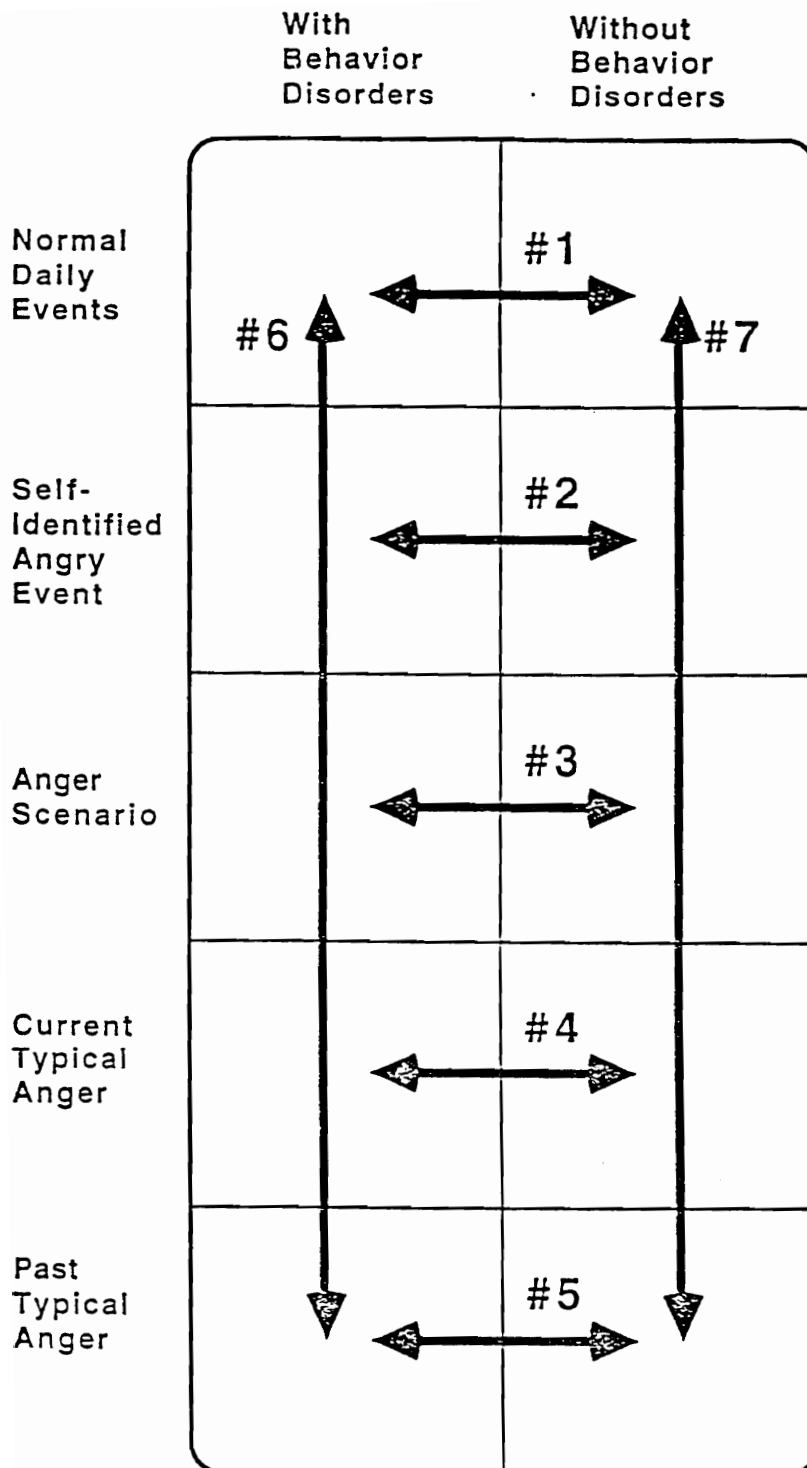 With
Behavior
Disorders
Without
Behavior
Disorders
Normal
Daily
Events
#1
#6
#7
Self-
Identified
Angry
Event
#2
Anger
Scenario
#3
Current
Typical
Anger
#4
Past
Typical
Anger
#5